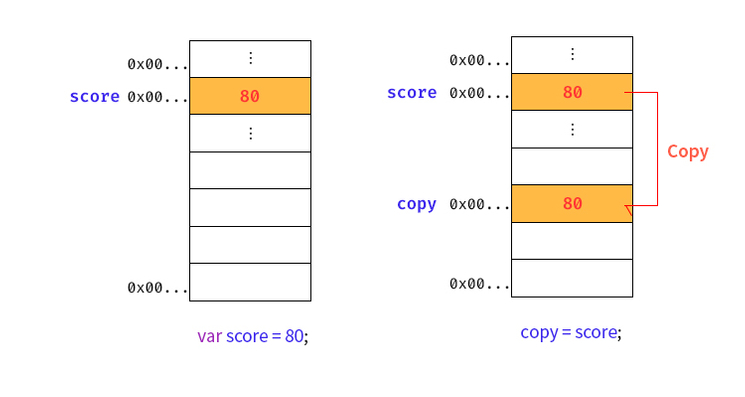 0x00... ⋮
score 0x00... 80
⋮
0x00...
var score = 80;
0x00... ⋮
score 0x00... 80
⋮
Copy
copy 0x00... 80
0x00...
copy = score;